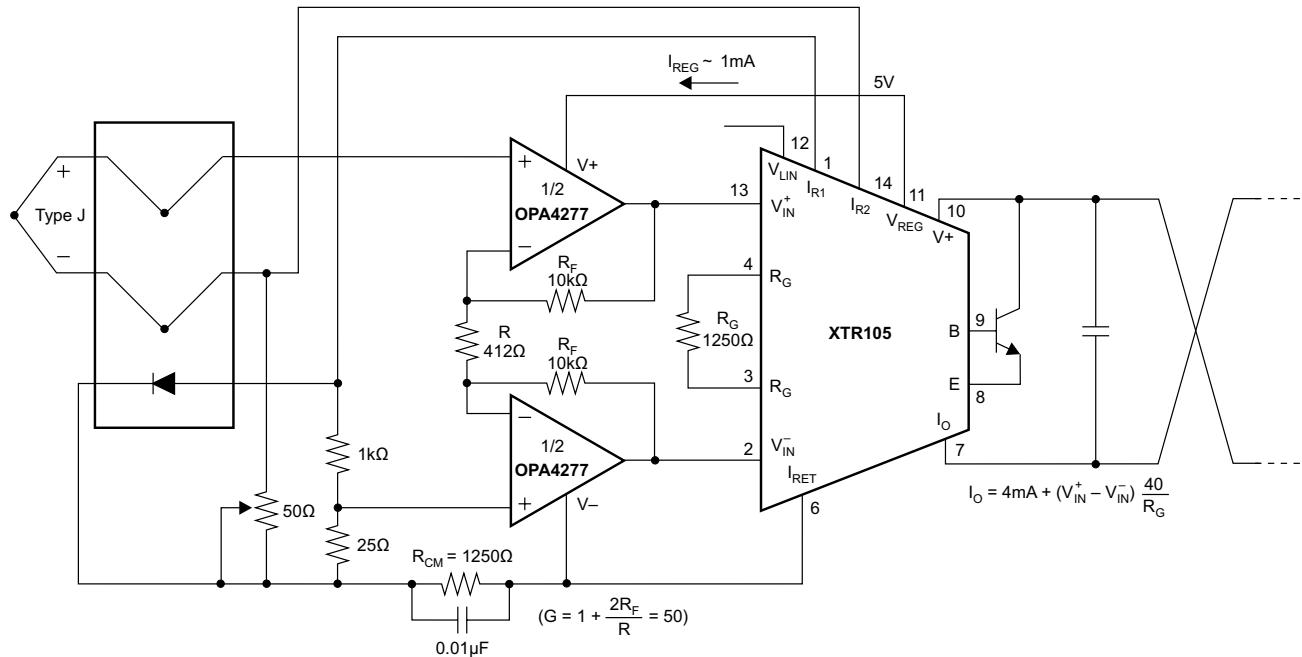 I_REG ~ 1mA
5V
12
1
14
11
10
V_LIN
I_R1
I_R2
V_REG
V+
+
Type J
–
+
V+
1/2
OPA4277
–
13
V_IN^+
R_F
10kΩ
4
R_G
R
412Ω
R_G
1250Ω
XTR105
B
9
R_F
10kΩ
3
R_G
E
8
–
1/2
OPA4277
+
V–
2
V_IN^–
I_RET
I_O
7
6
1kΩ
50Ω
25Ω
I_O = 4mA + (V_IN^+ – V_IN^–) 40/R_G
R_CM = 1250Ω
0.01µF
(G = 1 + 2R_F/R = 50)